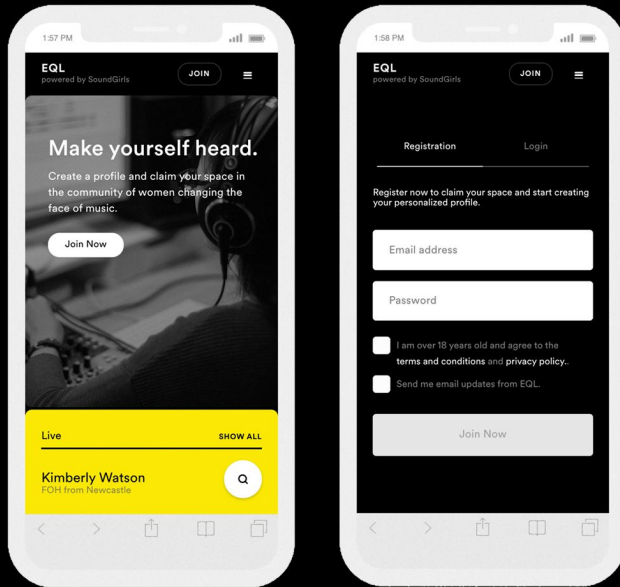 1:57 PM
EQL
powered by SoundGirls
JOIN
Make yourself heard.
Create a profile and claim your space in
the community of women changing the
face of music.
Join Now
Live
SHOW ALL
Kimberly Watson
FOH from Newcastle
1:58 PM
EQL
powered by SoundGirls
JOIN
Registration
Login
Register now to claim your space and start creating
your personalized profile.
Email address
Password
I am over 18 years old and agree to the
terms and conditions and privacy policy..
Send me email updates from EQL.
Join Now